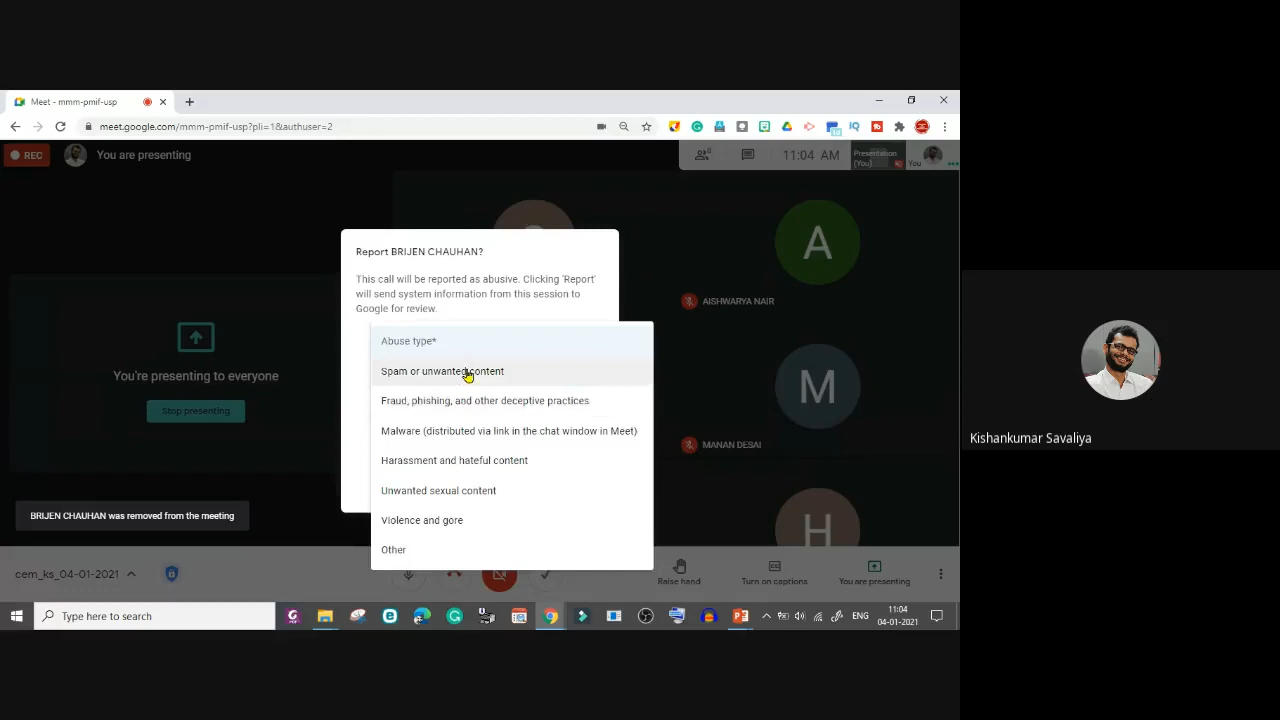 Meet - mmm-pmif-usp
meet.google.com/mmm-pmif-usp?pli=1&authuser=2
REC
You are presenting
11:04 AM
Presentation
(You)
You
Report BRIJEN CHAUHAN?
This call will be reported as abusive. Clicking 'Report'
will send system information from this session to
Google for review.
Abuse type*
Spam or unwanted content
Fraud, phishing, and other deceptive practices
Malware (distributed via link in the chat window in Meet)
Harassment and hateful content
Unwanted sexual content
Violence and gore
Other
A
AISHWARYA NAIR
M
MANAN DESAI
H
Kishankumar Savaliya
You're presenting to everyone
Stop presenting
BRIJEN CHAUHAN was removed from the meeting
cem_ks_04-01-2021
Raise hand
Turn on captions
You are presenting
Type here to search
ENG
11:04
04-01-2021